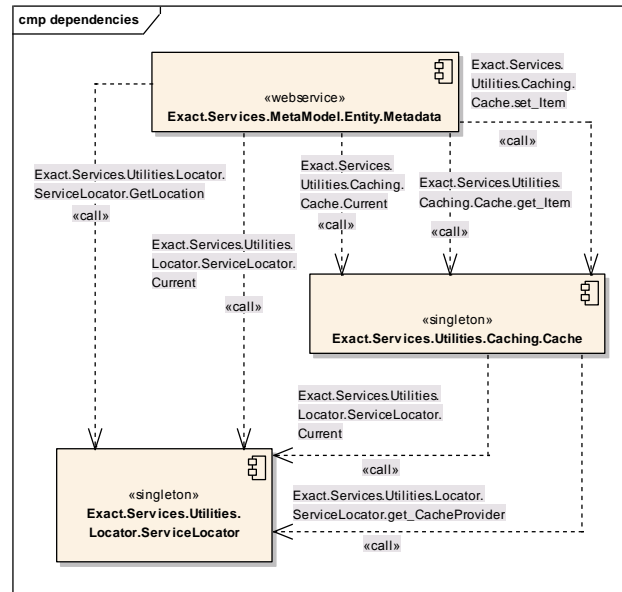 cmp dependencies
«webservice»
Exact.Services.MetaModel.Entity.Metadata
Exact.Services.
Utilities.Caching.
Cache.set_Item
«call»
Exact.Services.Utilities.Locator.
ServiceLocator.GetLocation
«call»
Exact.Services.Utilities.
Locator.ServiceLocator.
Current
«call»
Exact.Services.
Utilities.Caching.
Cache.Current
«call»
Exact.Services.Utilities.
Caching.Cache.get_Item
«call»
«singleton»
Exact.Services.Utilities.Caching.Cache
Exact.Services.Utilities.
Locator.ServiceLocator.
Current
«call»
«singleton»
Exact.Services.Utilities.
Locator.ServiceLocator
Exact.Services.Utilities.Locator.
ServiceLocator.get_CacheProvider
«call»